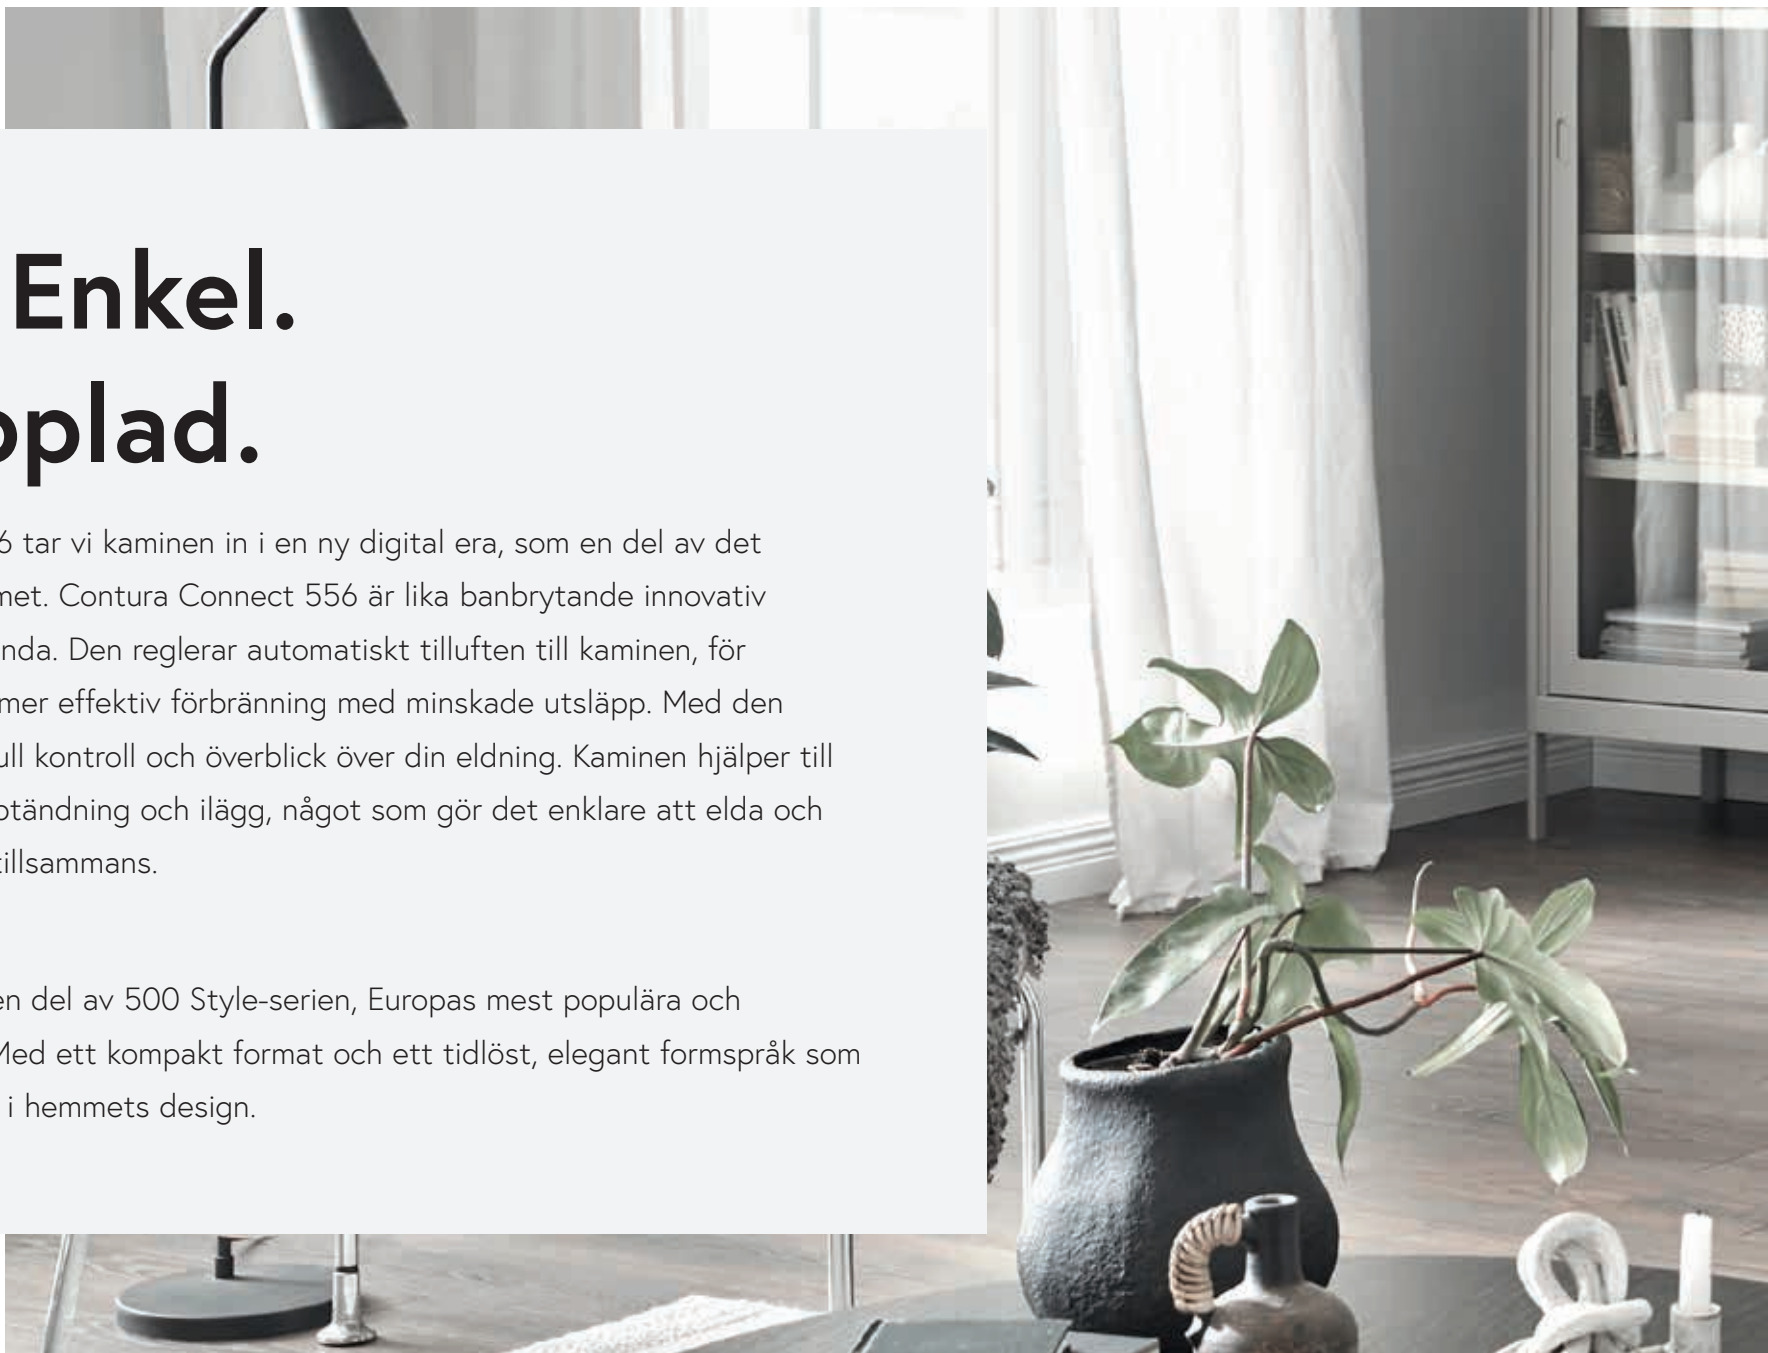 Enkel.
oplad.
6 tar vi kaminen in i en ny digital era, som en del av det
met. Contura Connect 556 är lika banbrytande innovativ
nda. Den reglerar automatiskt tilluften till kaminen, för
mer effektiv förbränning med minskade utsläpp. Med den
ull kontroll och överblick över din eldning. Kaminen hjälper till
ptändning och ilägg, något som gör det enklare att elda och
tillsammans.
en del av 500 Style-serien, Europas mest populära och
Med ett kompakt format och ett tidlöst, elegant formspråk som
i hemmets design.